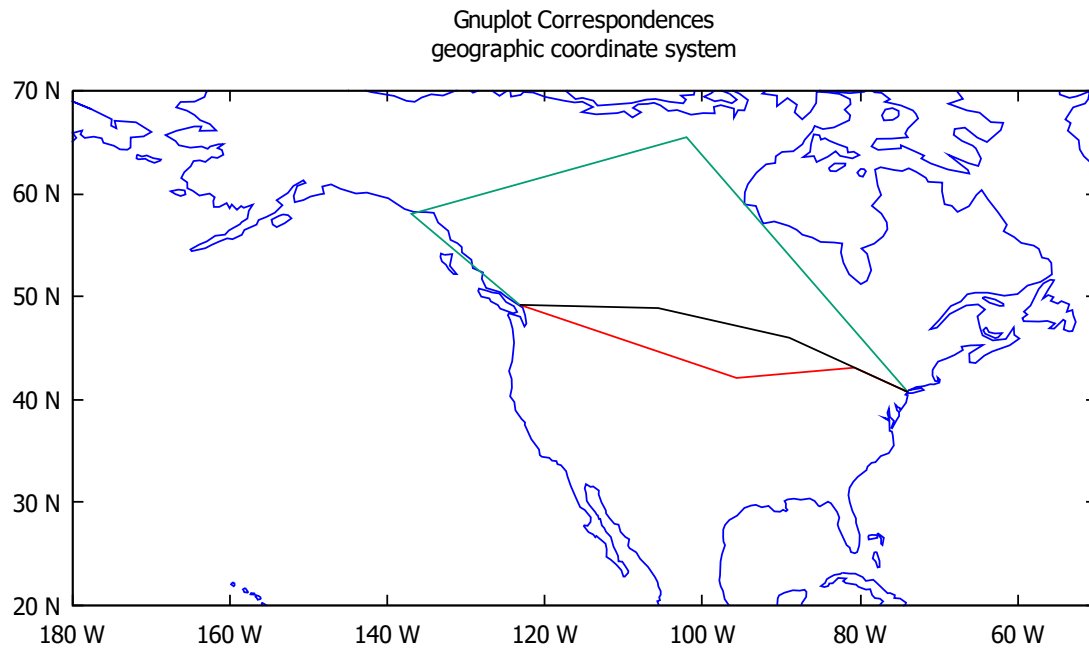 Gnuplot Correspondences
geographic coordinate system
70 N
60 N
50 N
40 N
30 N
20 N
180 W
160 W
140 W
120 W
100 W
80 W
60 W